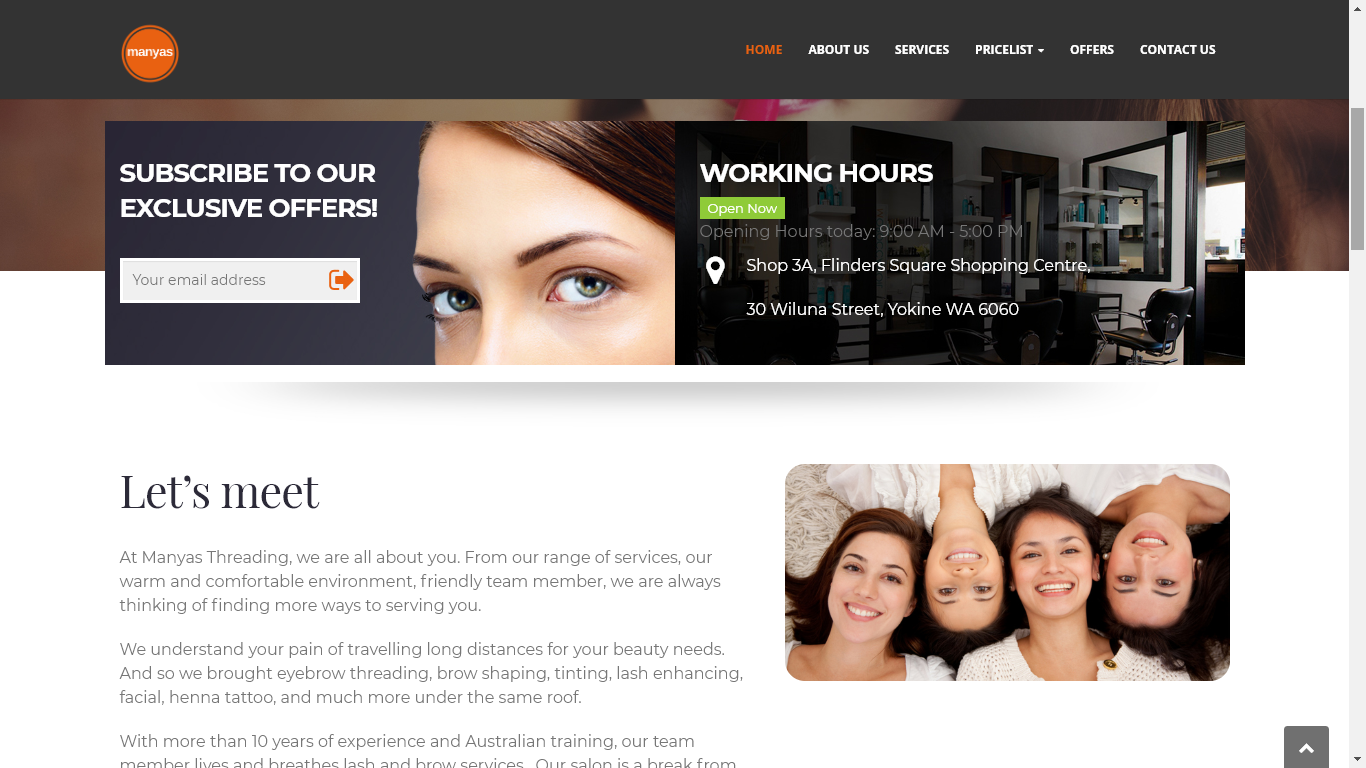 manyas
HOME
ABOUT US
SERVICES
PRICELIST
OFFERS
CONTACT US
SUBSCRIBE TO OUR
EXCLUSIVE OFFERS!
Your email address
WORKING HOURS
Open Now
Opening Hours today: 9:00 AM - 5:00 PM
Shop 3A, Flinders Square Shopping Centre,
30 Wiluna Street, Yokine WA 6060
Let’s meet
At Manyas Threading, we are all about you. From our range of services, our
warm and comfortable environment, friendly team member, we are always
thinking of finding more ways to serving you.
We understand your pain of travelling long distances for your beauty needs.
And so we brought eyebrow threading, brow shaping, tinting, lash enhancing,
facial, henna tattoo, and much more under the same roof.
With more than 10 years of experience and Australian training, our team
member lives and breathes lash and brow services. Our salon is a break from